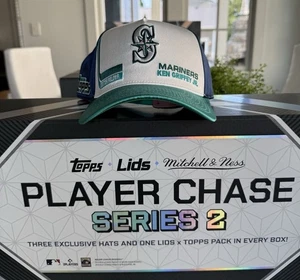 S
MARINERS
KEN GRIFFEY JR.
Topps · Lids · Mitchell & Ness
PLAYER CHASE
SERIES 2
THREE EXCLUSIVE HATS AND ONE LIDS x TOPPS PACK IN EVERY BOX!